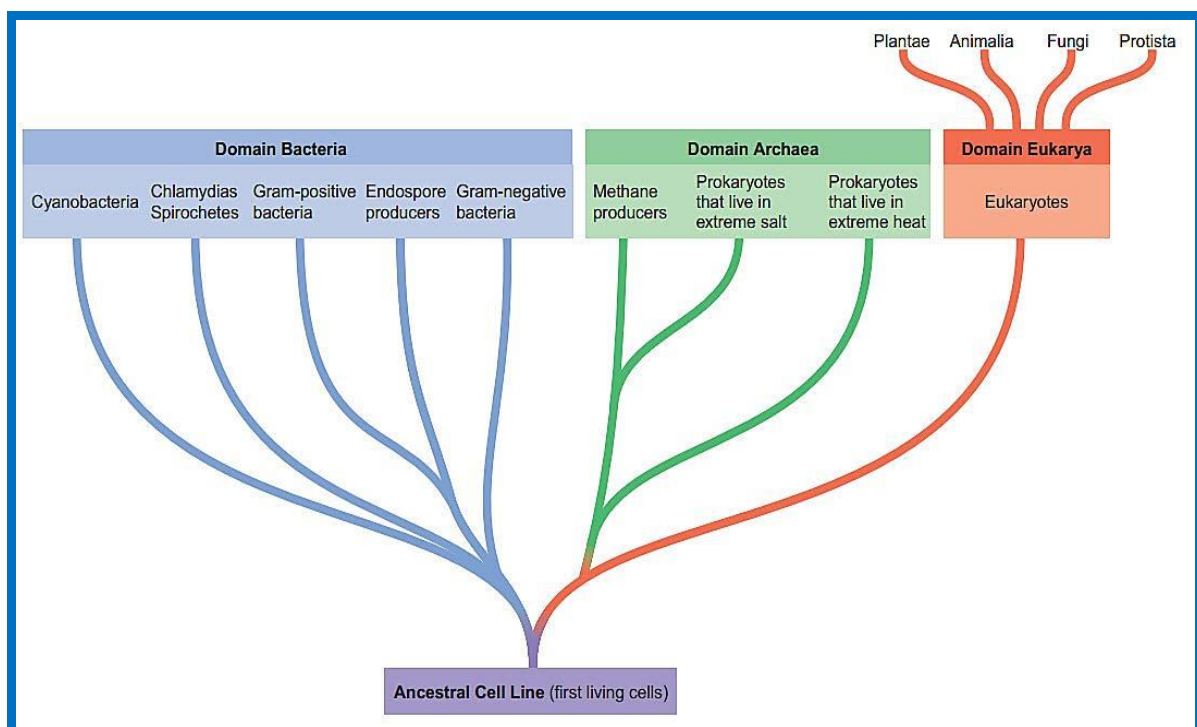 Plantae Animalia Fungi Protista
Domain Bacteria
Domain Archaea
Domain Eukarya
Cyanobacteria
Chlamydias
Spirochetes
Gram-positive
bacteria
Endospore
producers
Gram-negative
bacteria
Methane
producers
Prokaryotes
that live in
extreme salt
Prokaryotes
that live in
extreme heat
Eukaryotes
Ancestral Cell Line (first living cells)